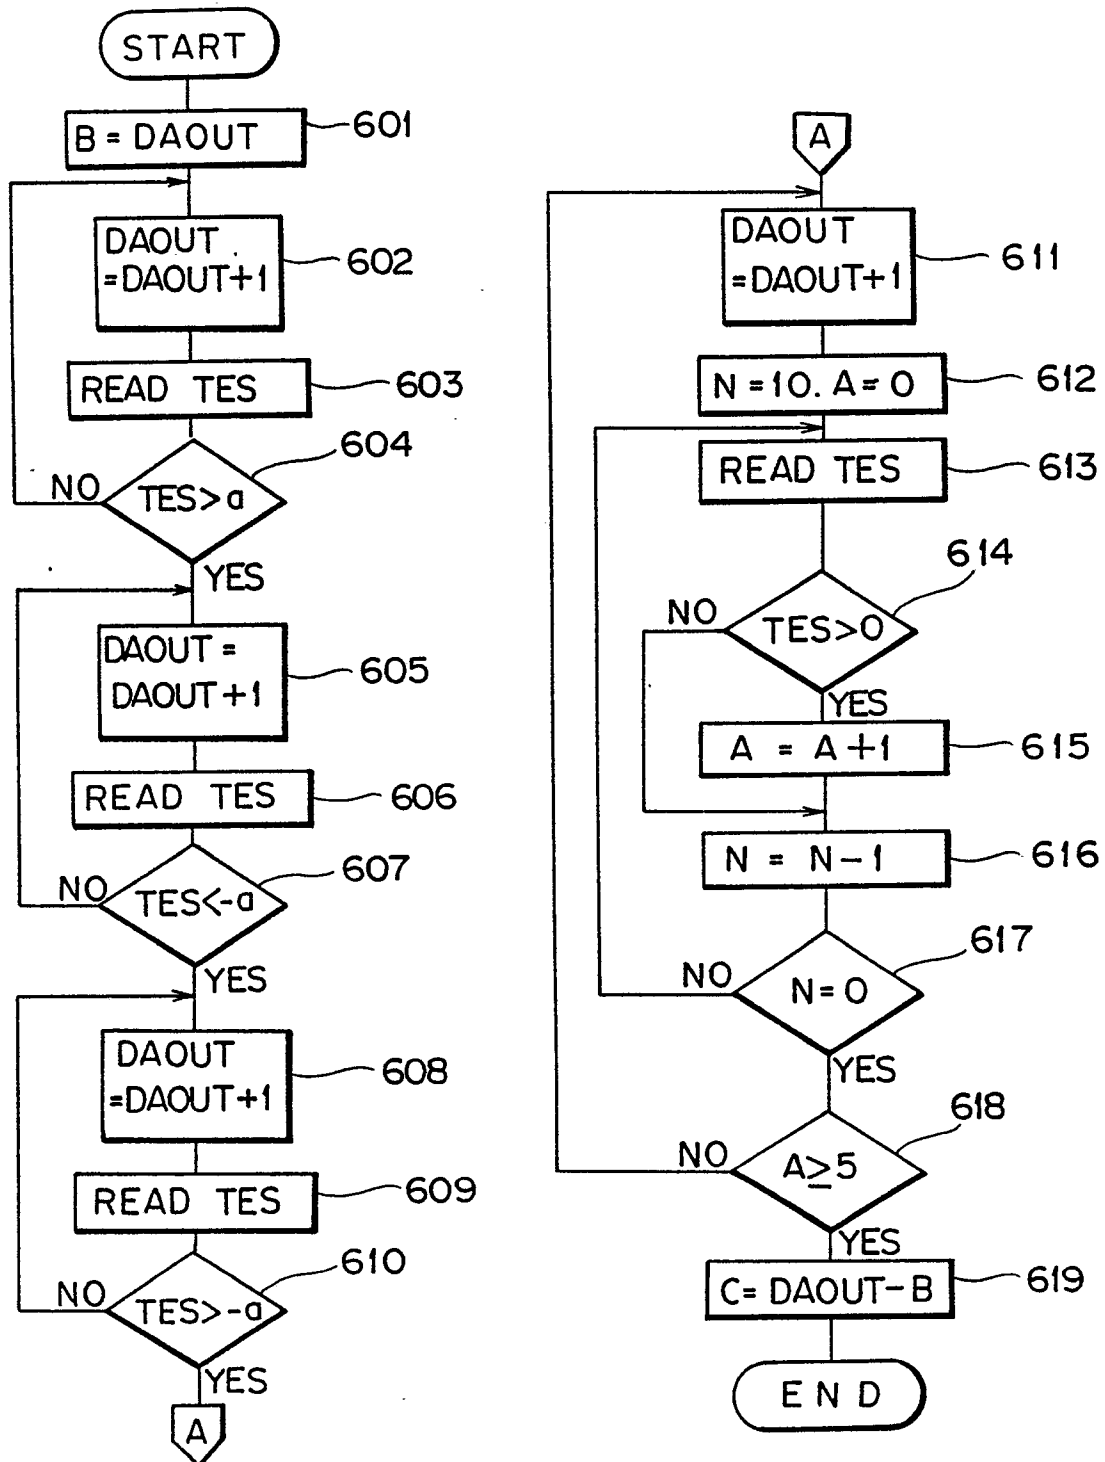 START
B = DAOUT
601
DAOUT
=DAOUT+1
602
READ TES
603
604
TES>a
NO
YES
DAOUT =
DAOUT+1
605
READ TES
606
607
TES<-a
NO
YES
DAOUT
=DAOUT+1
608
READ TES
609
610
TES>-a
NO
YES
A
A
DAOUT
=DAOUT+1
611
N =10. A=0
612
READ TES
613
614
TES>0
NO
YES
A = A+1
615
N = N-1
616
617
N=0
NO
YES
618
A≥5
NO
YES
C= DAOUT-B
619
END